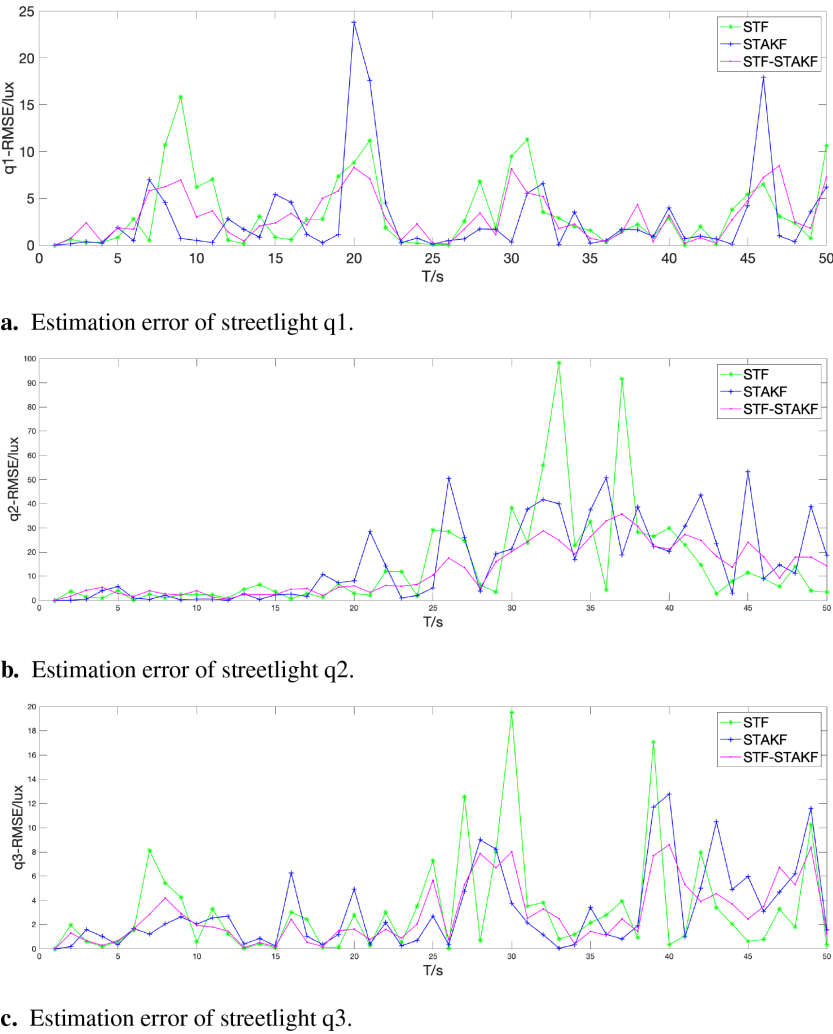 25
20
15
10
5
0
q1-RMSE/lux
STF
STAKF
STF-STAKF
0 5 10 15 20 25 30 35 40 45 50
T/s
a. Estimation error of streetlight q1.
100
90
80
70
60
50
40
30
20
10
0
q2-RMSE/lux
STF
STAKF
STF-STAKF
0 5 10 15 20 25 30 35 40 45 50
T/s
b. Estimation error of streetlight q2.
20
18
16
14
12
10
8
6
4
2
0
q3-RMSE/lux
STF
STAKF
STF-STAKF
0 5 10 15 20 25 30 35 40 45 50
T/s
c. Estimation error of streetlight q3.